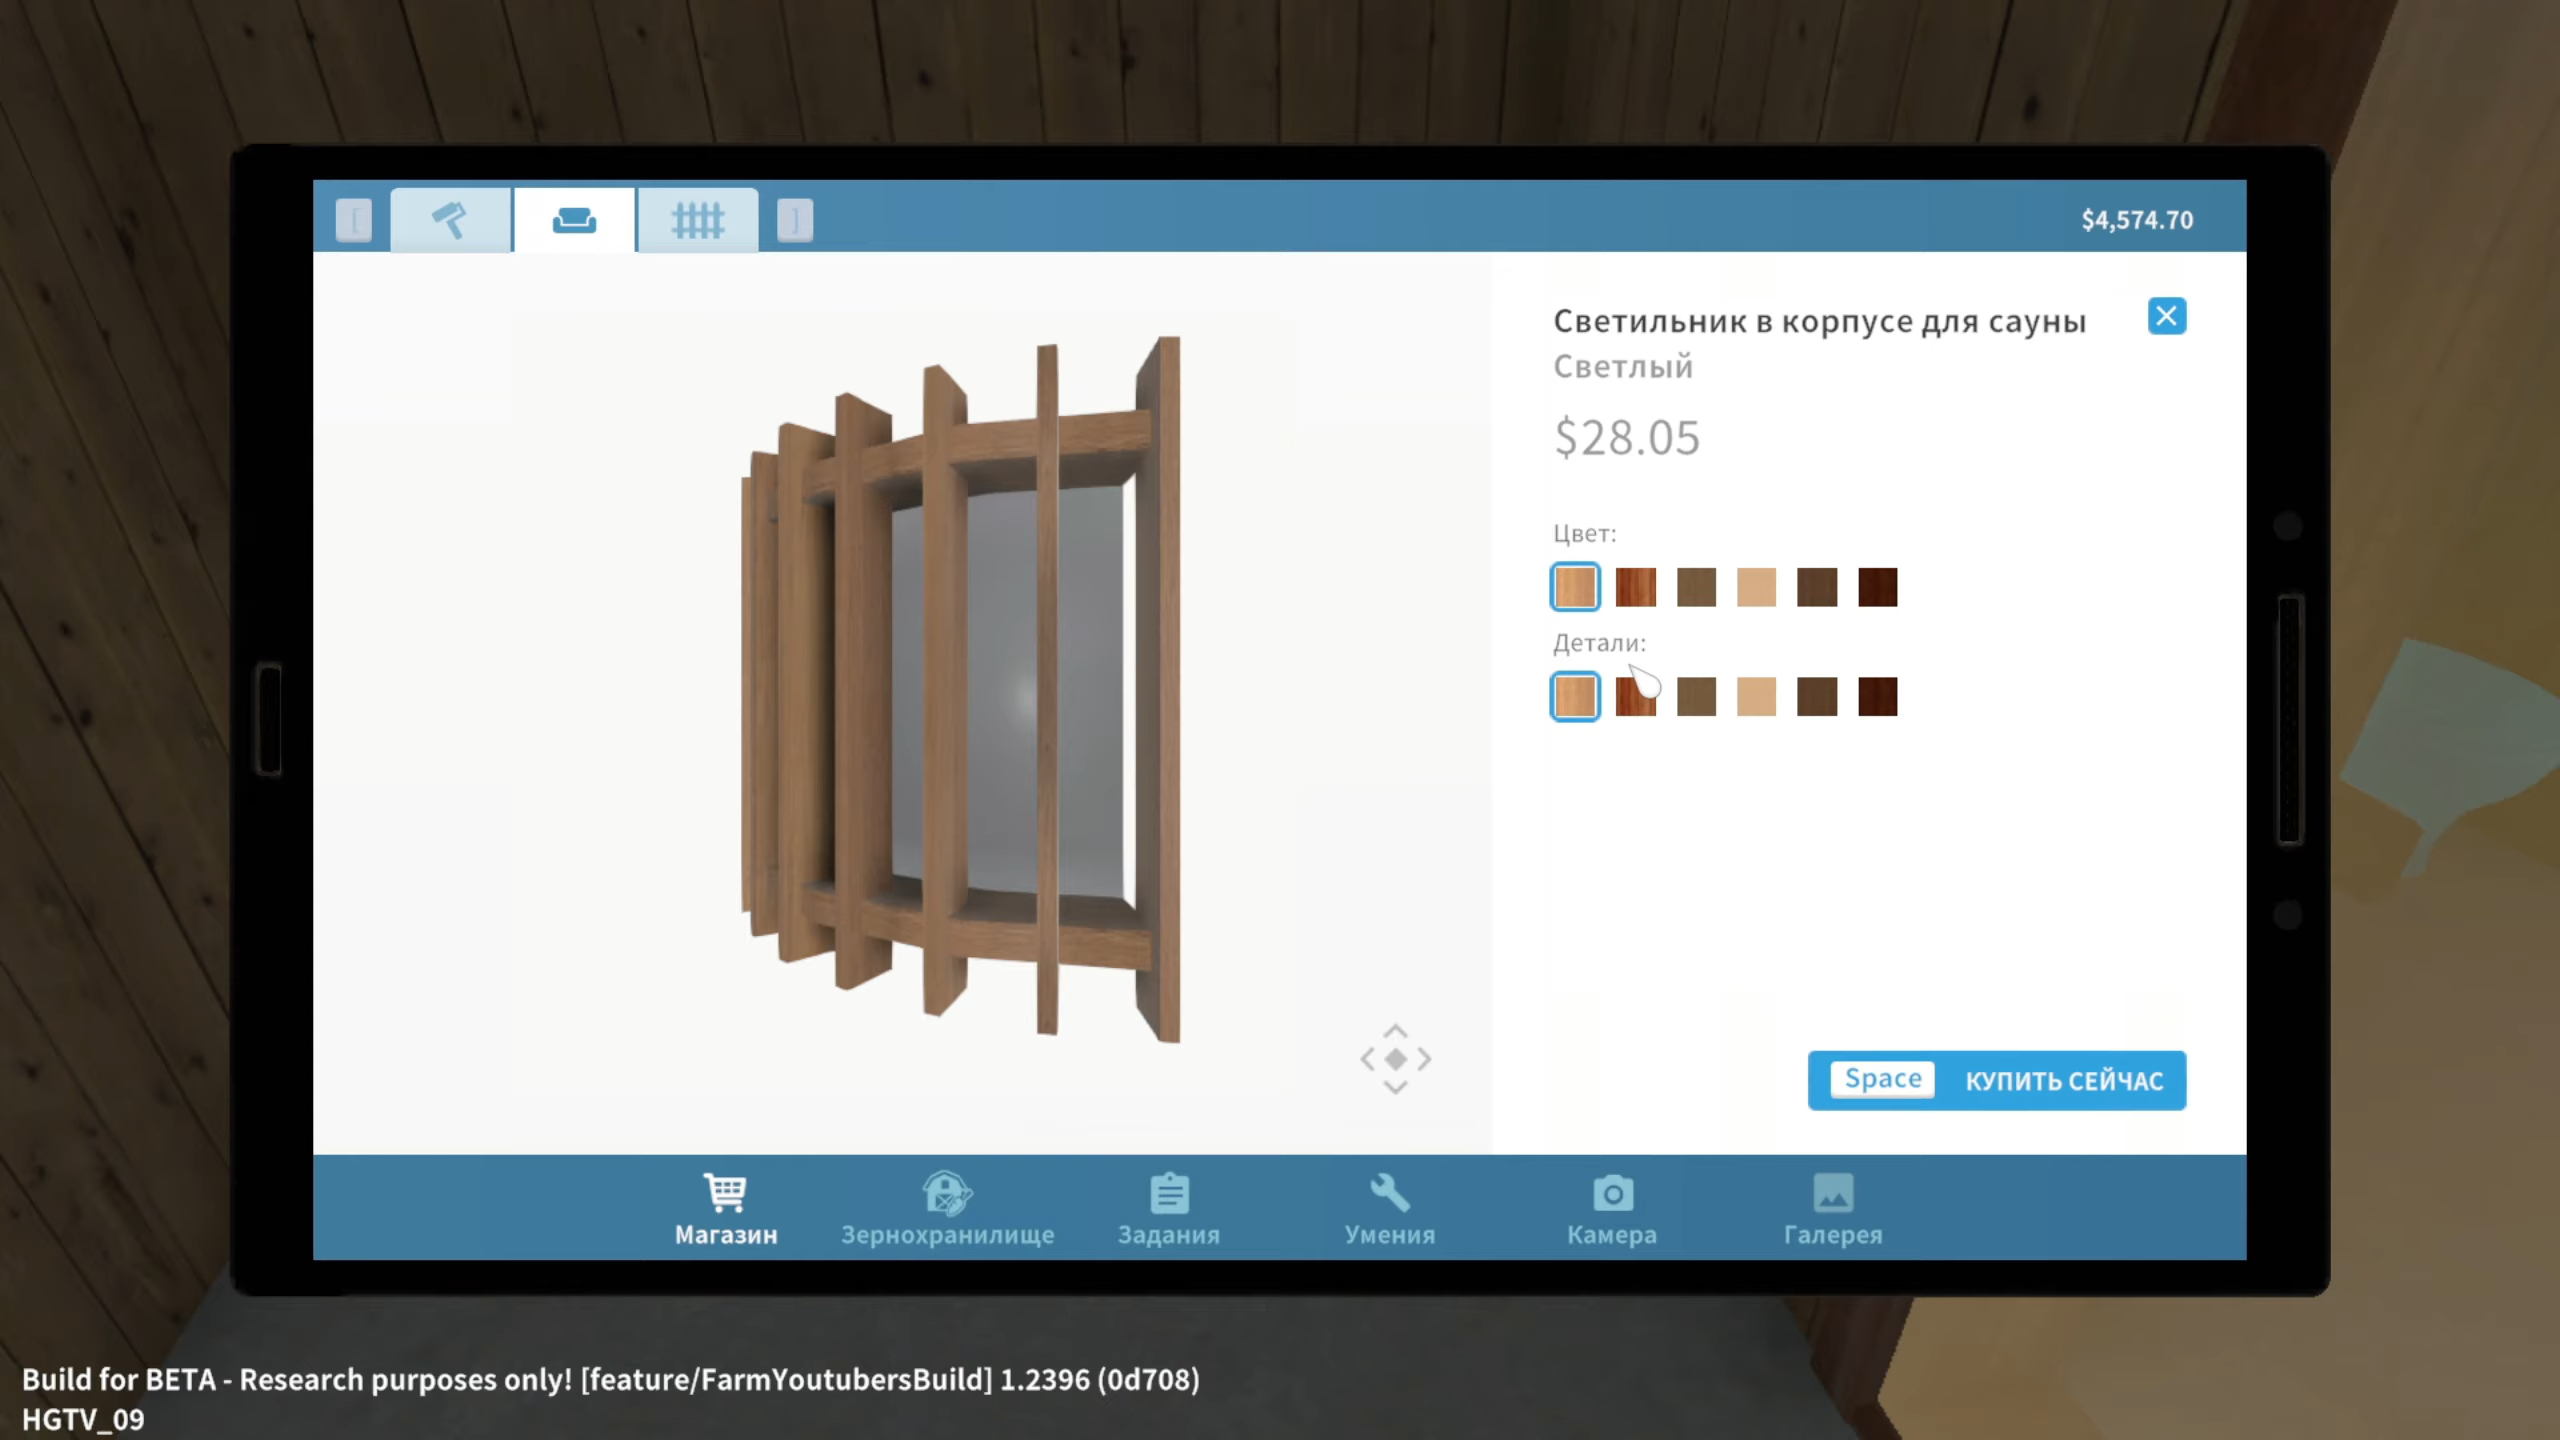 [
]
$4,574.70
Светильник в корпусе для сауны
Светлый
$28.05
Цвет:
Детали:
Space КУПИТЬ СЕЙЧАС
Магазин Зернохранилище Задания Умения Камера Галерея
Build for BETA - Research purposes only! [feature/FarmYoutubersBuild] 1.2396 (0d708)
HGTV_09